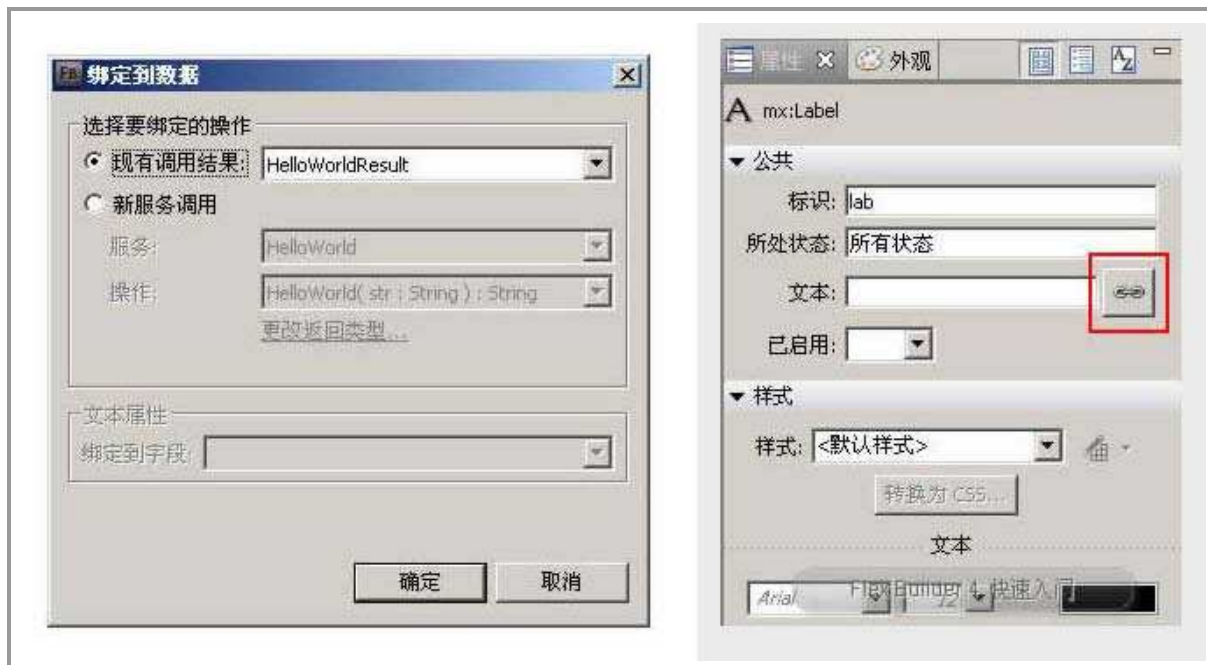 绑定到数据
选择要绑定的操作
现有调用结果: HelloWorldResult
新服务调用
服务: HelloWorld
操作: HelloWorld( str : String ) : String
更改返回类型...
文本属性
绑定到字段
确定 取消
属性 外观
A mx:Label
公共
标识: lab
所处状态: 所有状态
文本:
已启用:
样式
样式: <默认样式>
转换为 CSS...
文本
Arial 12
Flex Builder 4 快速入门